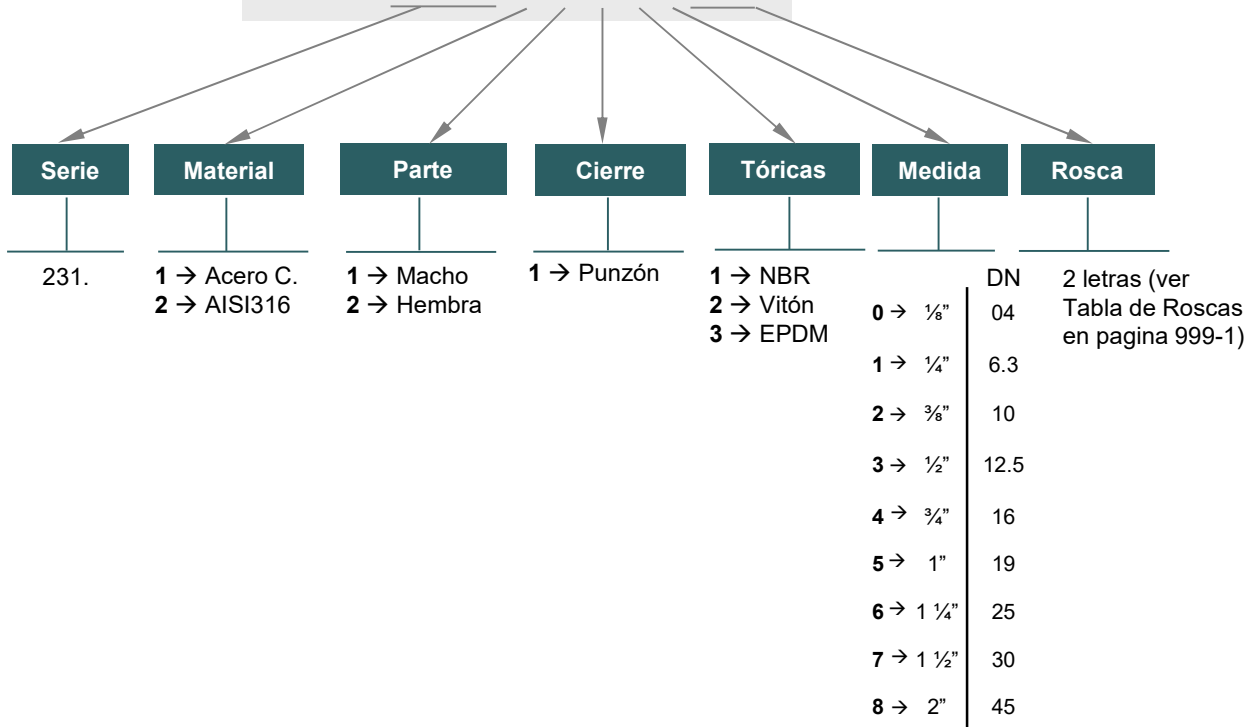 Serie
Material
Parte
Cierre
Tóricas
Medida
Rosca
231.
1 → Acero C.
2 → AISI316
1 → Macho
2 → Hembra
1 → Punzón
1 → NBR
2 → Vitón
3 → EPDM
DN
0 → ⅛” 04
1 → ¼” 6.3
2 → ⅜” 10
3 → ½” 12.5
4 → ¾” 16
5 → 1” 19
6 → 1 ¼” 25
7 → 1 ½” 30
8 → 2” 45
2 letras (ver
Tabla de Roscas
en pagina 999-1)